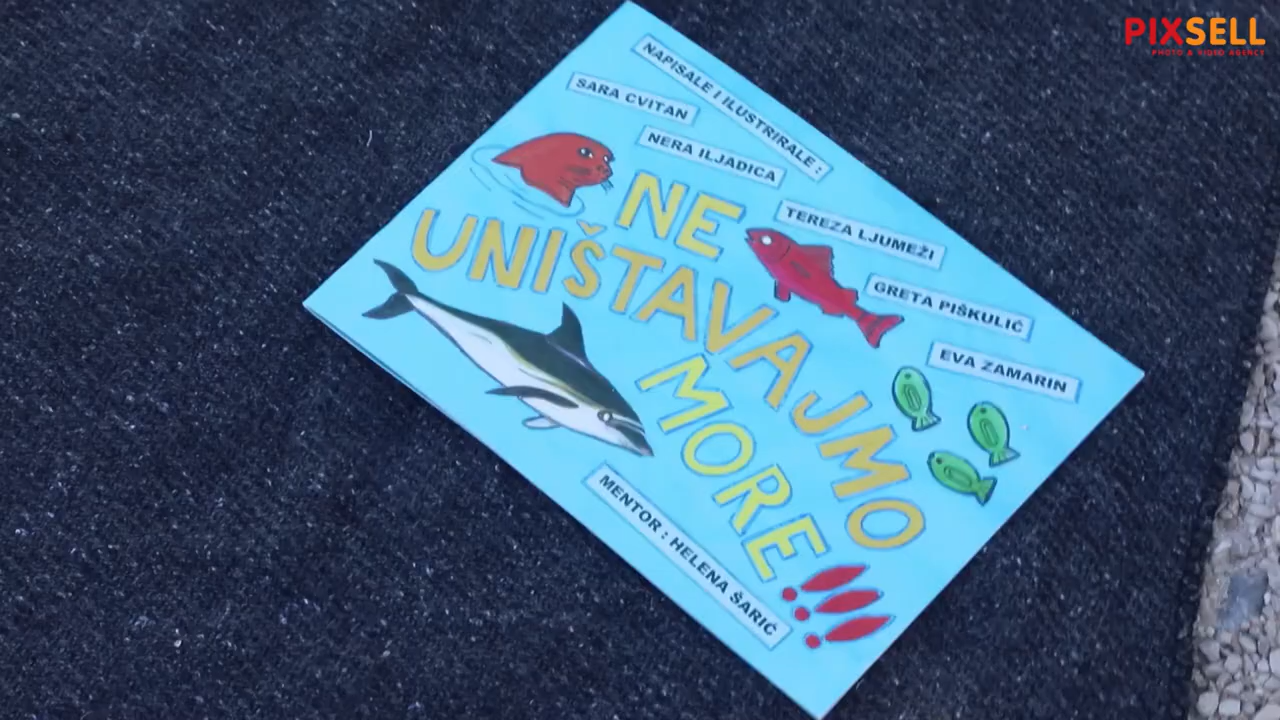 PIXSELL
PHOTO & VIDEO AGENCY
NAPISALE I ILUSTRIRALE :
SARA CVITAN
NERA ILJADICA
TEREZA LJUMEŽI
GRETA PIŠKULIĆ
EVA ZAMARIN
NE
UNIŠTAVAJMO
MORE!!!
MENTOR : HELENA ŠARIĆ